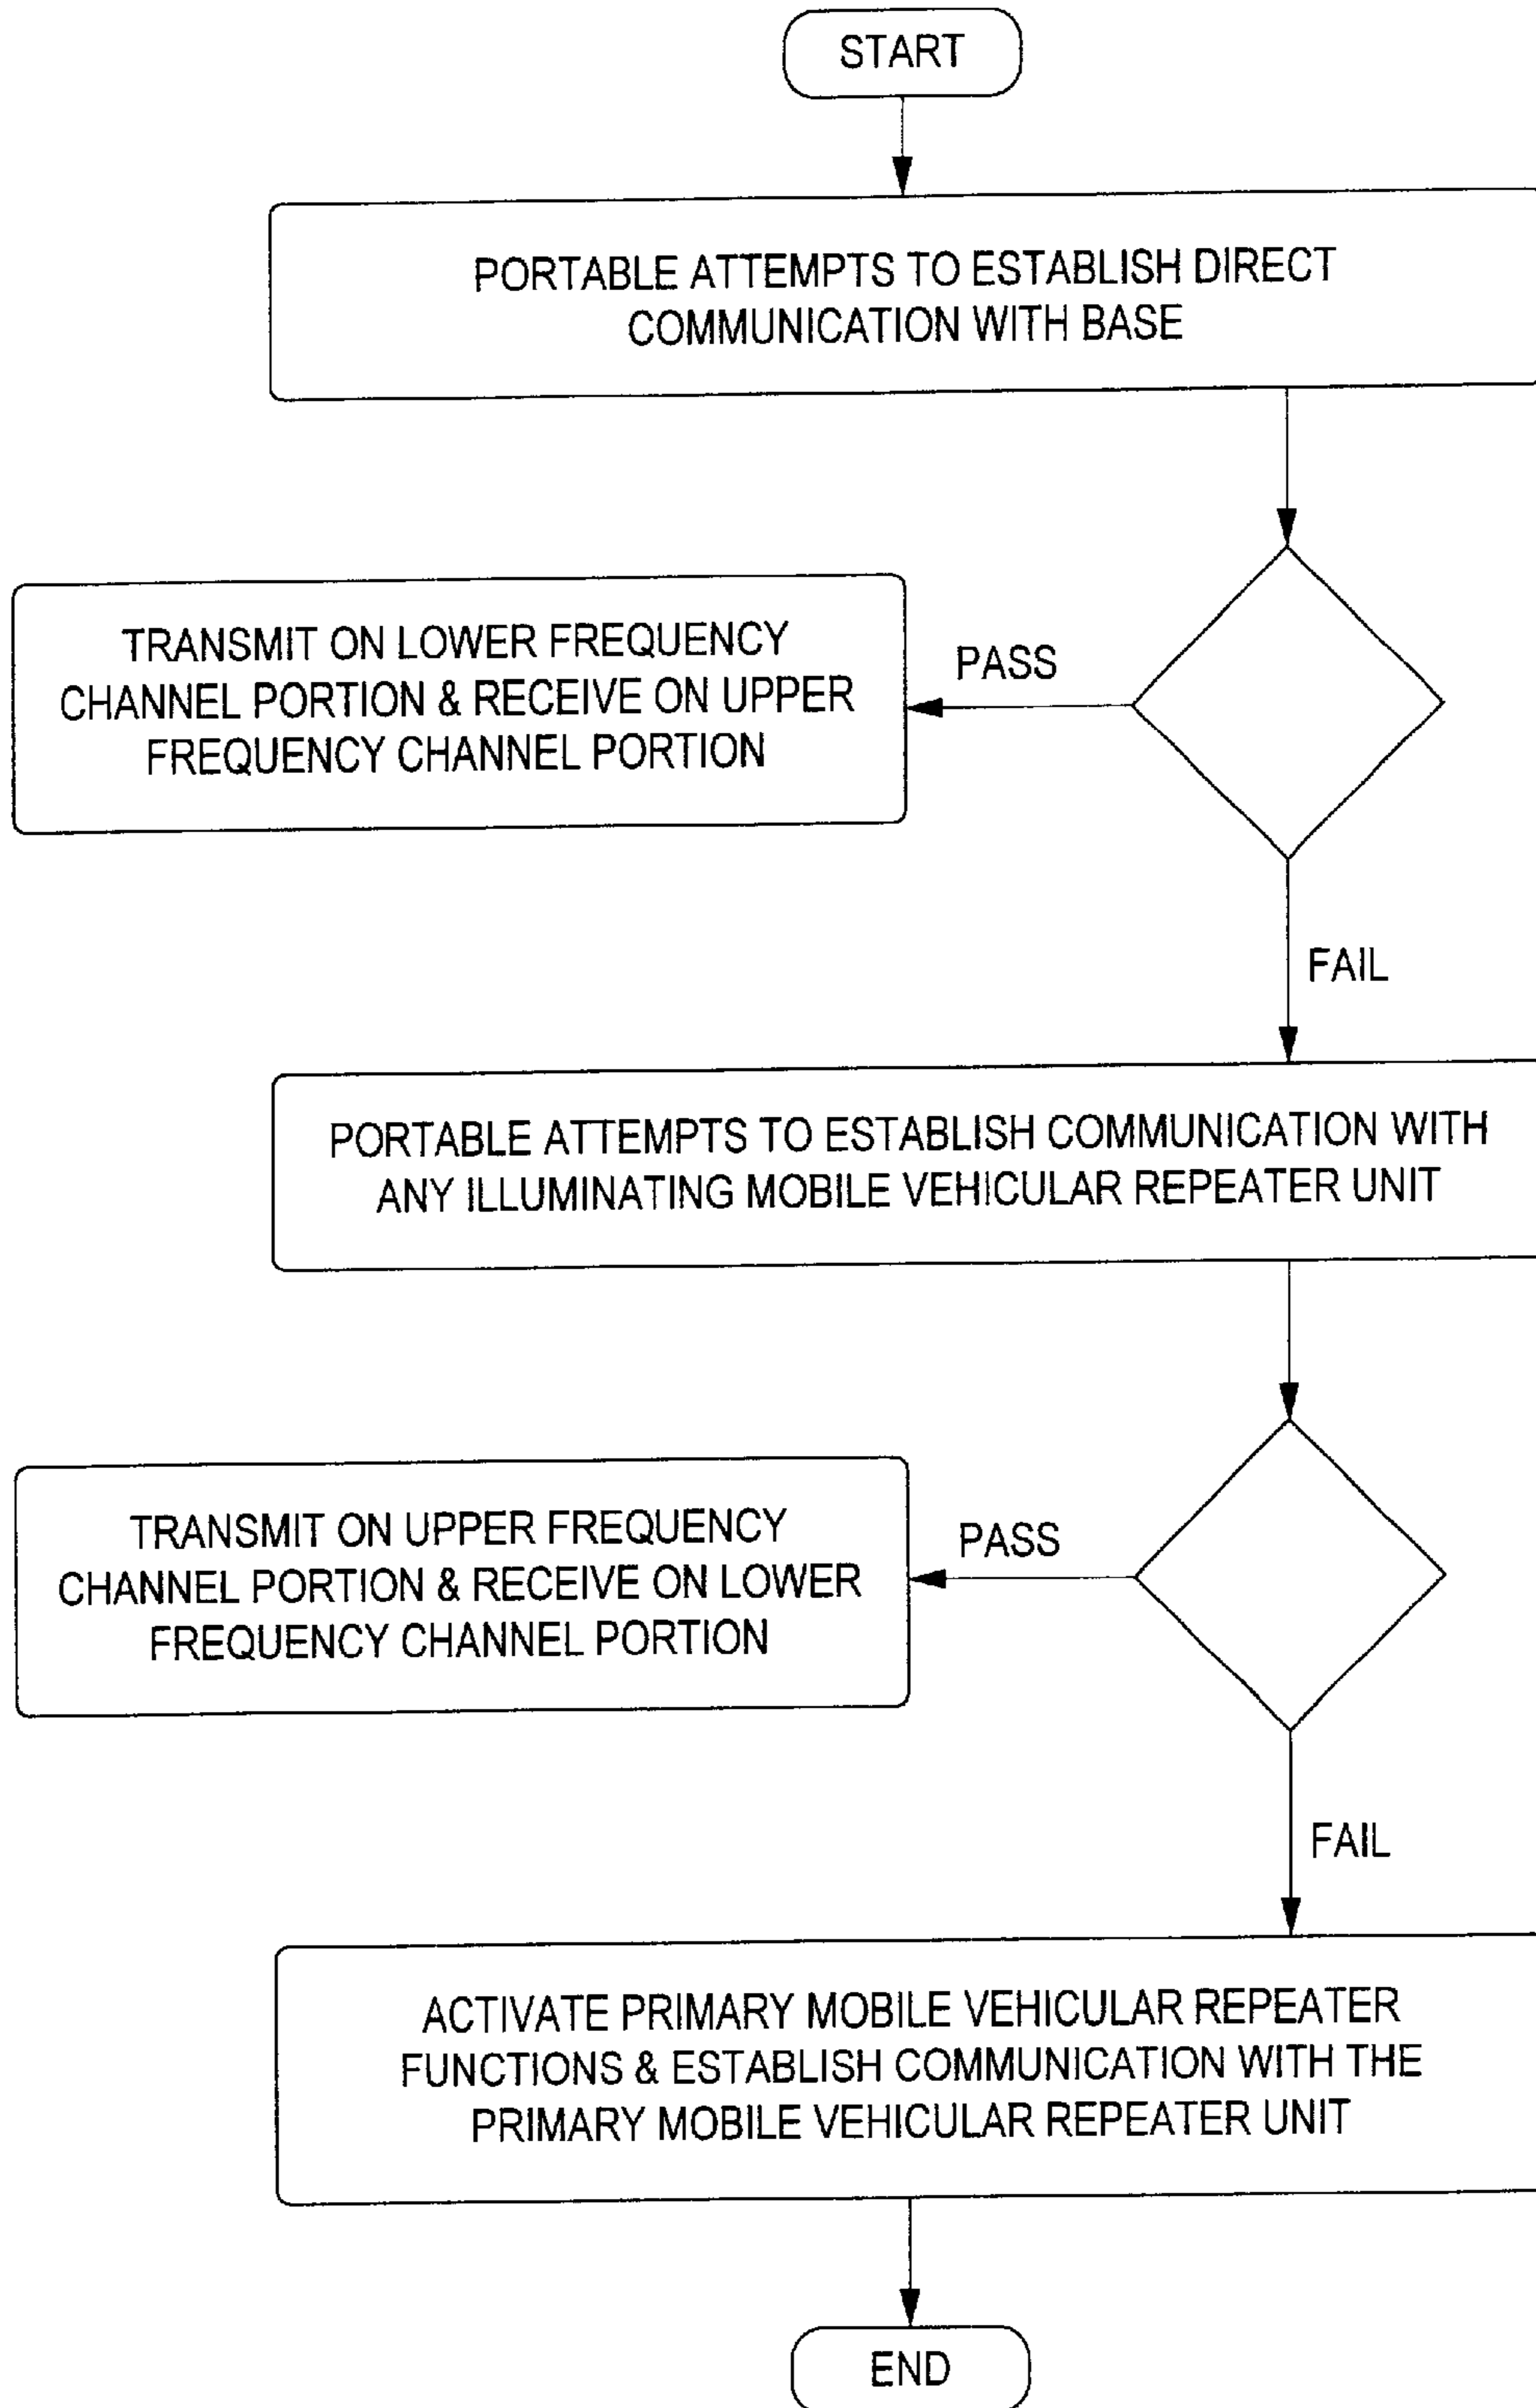 START
PORTABLE ATTEMPTS TO ESTABLISH DIRECT
COMMUNICATION WITH BASE
TRANSMIT ON LOWER FREQUENCY
CHANNEL PORTION & RECEIVE ON UPPER
FREQUENCY CHANNEL PORTION
PASS
FAIL
PORTABLE ATTEMPTS TO ESTABLISH COMMUNICATION WITH
ANY ILLUMINATING MOBILE VEHICULAR REPEATER UNIT
TRANSMIT ON UPPER FREQUENCY
CHANNEL PORTION & RECEIVE ON LOWER
FREQUENCY CHANNEL PORTION
PASS
FAIL
ACTIVATE PRIMARY MOBILE VEHICULAR REPEATER
FUNCTIONS & ESTABLISH COMMUNICATION WITH THE
PRIMARY MOBILE VEHICULAR REPEATER UNIT
END